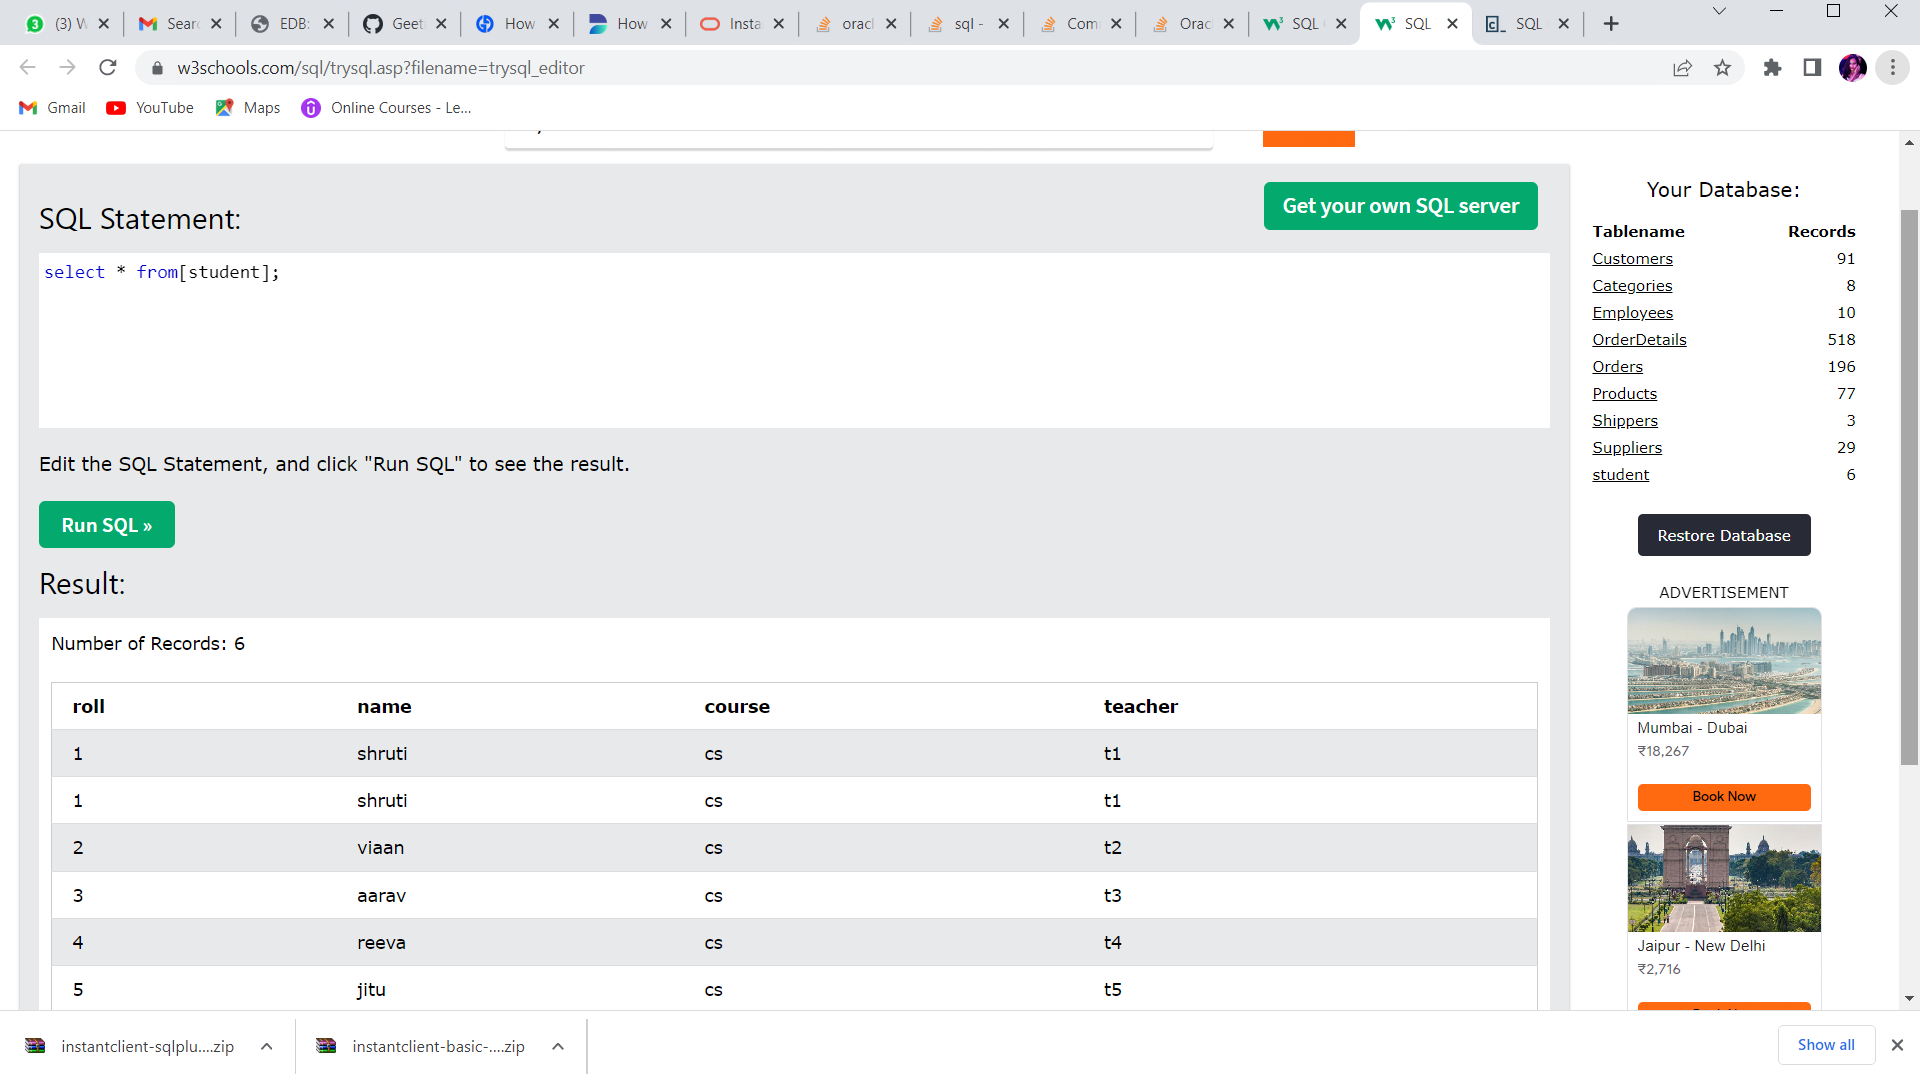 3 (3) W Sear EDB: Geet How How Insta oracl sql - Com Orac SQL SQL SQL
w3schools.com/sql/trysql.asp?filename=trysql_editor
Gmail YouTube Maps Online Courses - Le...
SQL Statement:
Get your own SQL server
select * from[student];
Edit the SQL Statement, and click "Run SQL" to see the result.
Run SQL »
Result:
Number of Records: 6
roll name course teacher
1 shruti cs t1
1 shruti cs t1
2 viaan cs t2
3 aarav cs t3
4 reeva cs t4
5 jitu cs t5
Your Database:
Tablename Records
Customers 91
Categories 8
Employees 10
OrderDetails 518
Orders 196
Products 77
Shippers 3
Suppliers 29
student 6
Restore Database
ADVERTISEMENT
Mumbai - Dubai
₹18,267
Book Now
Jaipur - New Delhi
₹2,716
instantclient-sqlplu....zip instantclient-basic-....zip Show all